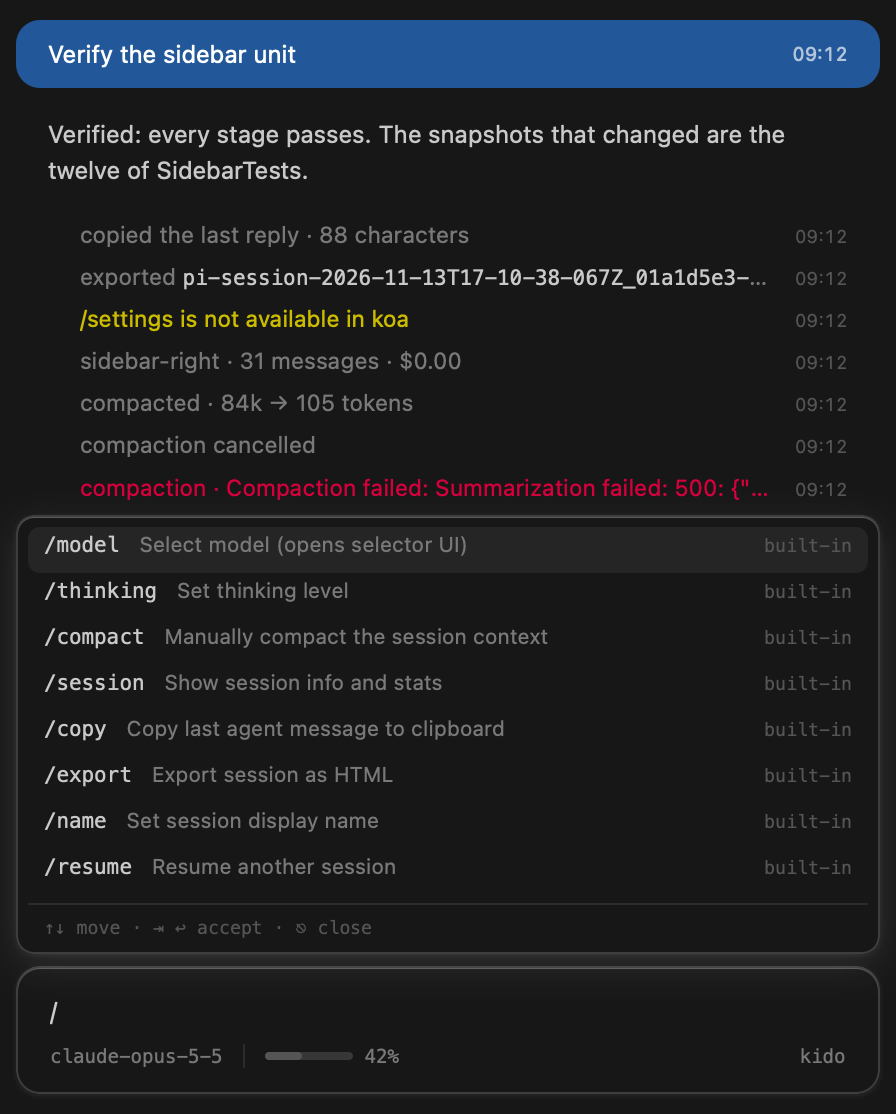 Verify the sidebar unit 09:12
Verified: every stage passes. The snapshots that changed are the
twelve of SidebarTests.
copied the last reply · 88 characters 09:12
exported pi-session-2026-11-13T17-10-38-067Z_01a1d5e3-… 09:12
/settings is not available in koa 09:12
sidebar-right · 31 messages · $0.00 09:12
compacted · 84k → 105 tokens 09:12
compaction cancelled 09:12
compaction · Compaction failed: Summarization failed: 500: {"… 09:12
/model Select model (opens selector UI) built-in
/thinking Set thinking level built-in
/compact Manually compact the session context built-in
/session Show session info and stats built-in
/copy Copy last agent message to clipboard built-in
/export Export session as HTML built-in
/name Set session display name built-in
/resume Resume another session built-in
↑↓ move · ⇥ ↩ accept · ⎋ close
/
claude-opus-5-5 42% kido